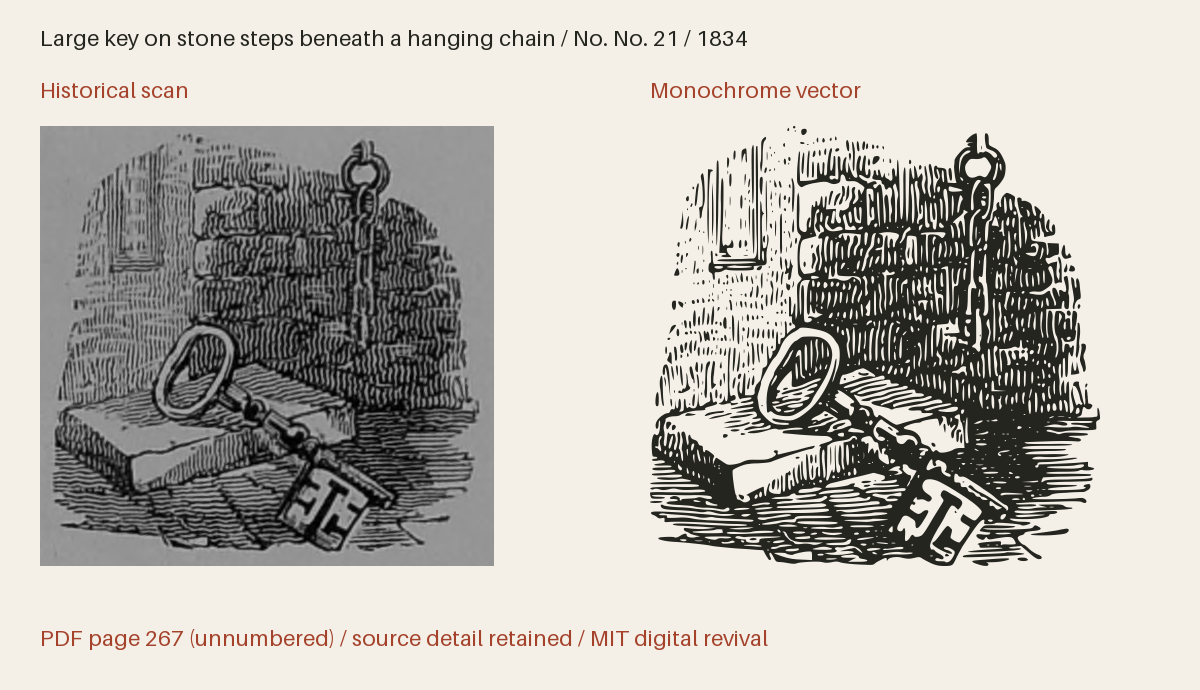 Large key on stone steps beneath a hanging chain / No. No. 21 / 1834
Historical scan
Monochrome vector
PDF page 267 (unnumbered) / source detail retained / MIT digital revival